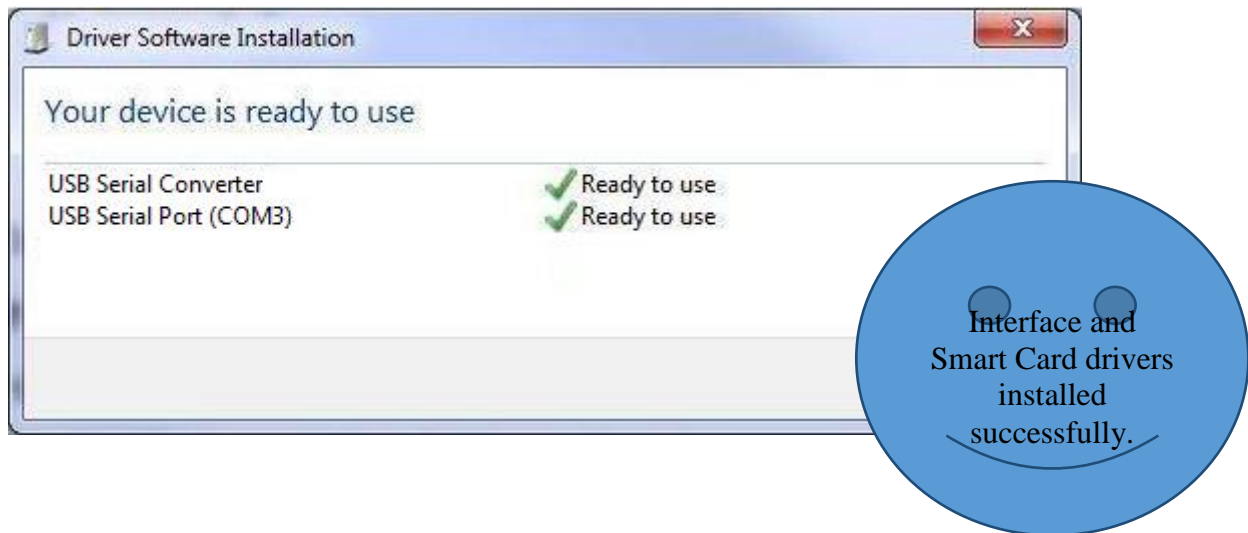 Driver Software Installation
Your device is ready to use
USB Serial Converter Ready to use
USB Serial Port (COM3) Ready to use
Interface and
Smart Card drivers
installed
successfully.